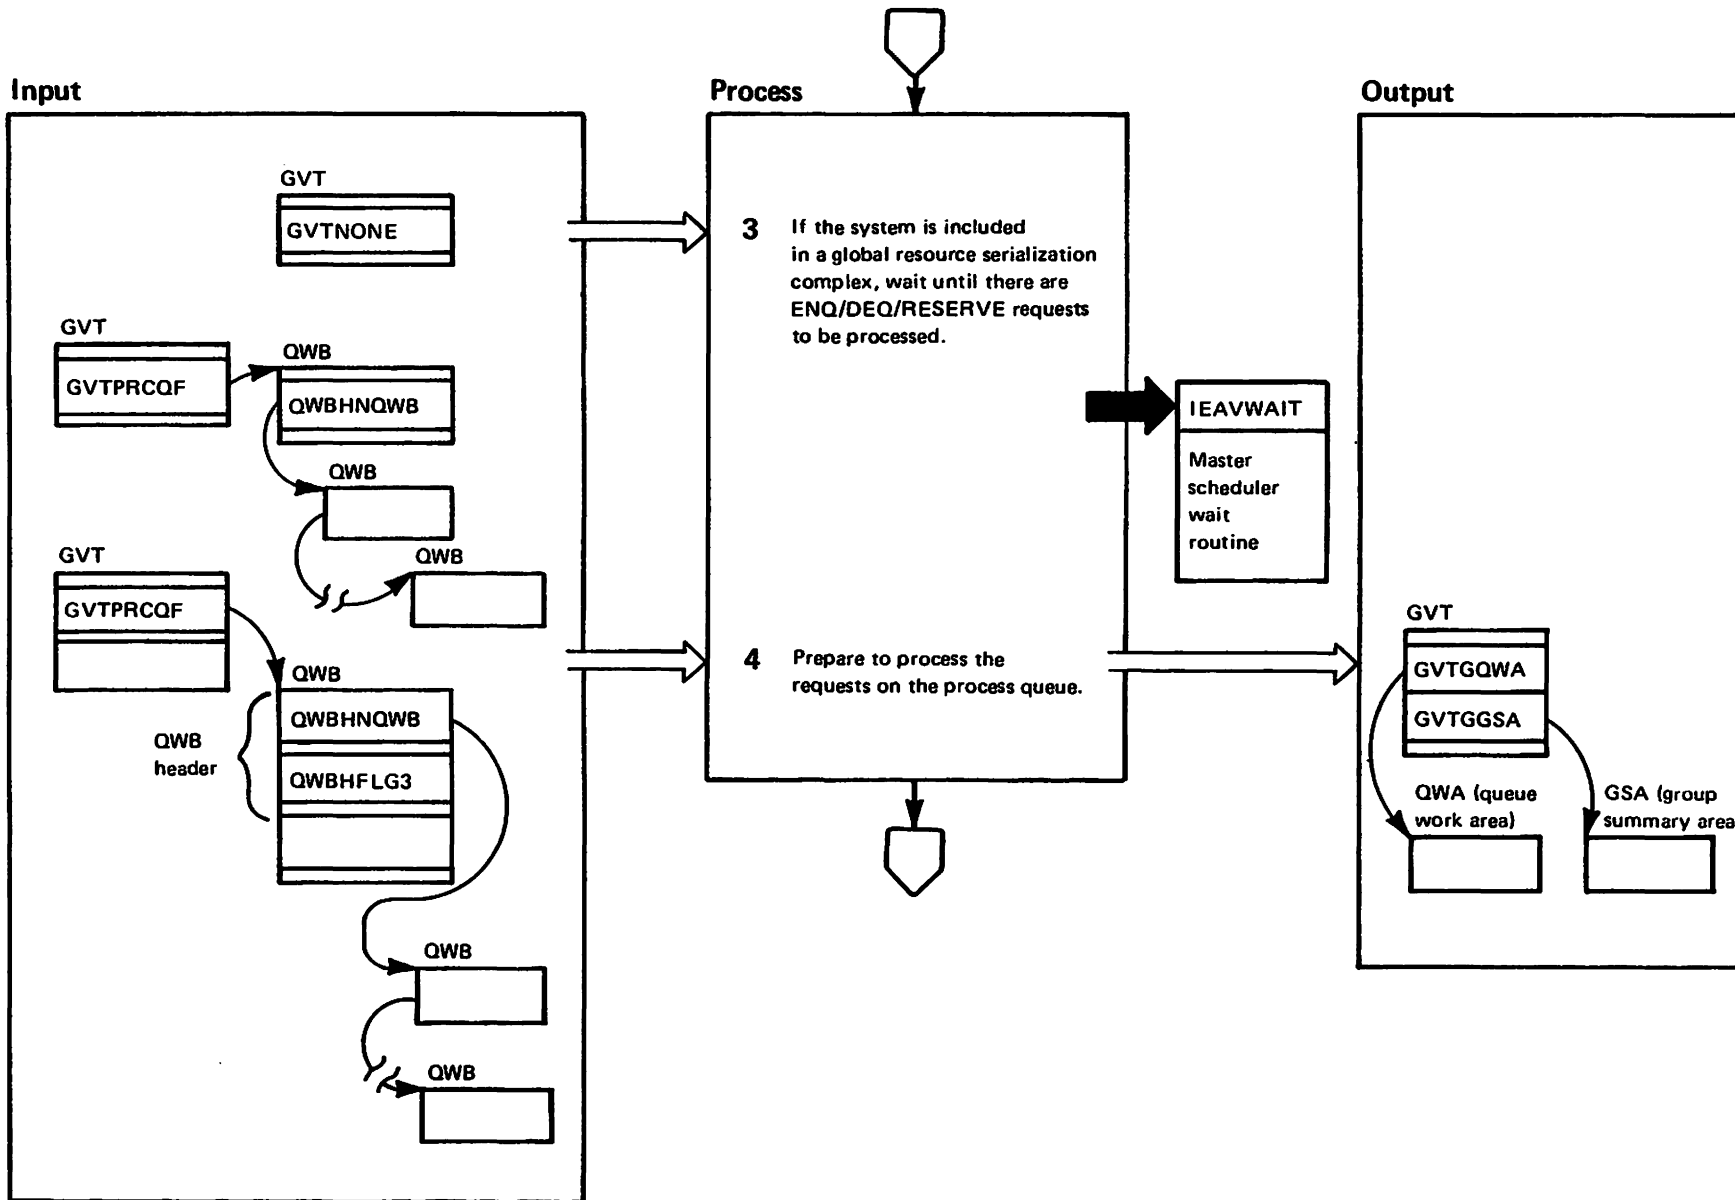 Input
GVT
GVTNONE
GVT
GVTPRCQF
QWB
QWBHNQWB
QWB
QWB
GVT
GVTPRCQF
QWB
QWBHNQWB
QWBHFLG3
QWB
header
QWB
QWB
Process
3 If the system is included
in a global resource serialization
complex, wait until there are
ENQ/DEQ/RESERVE requests
to be processed.
IEAVWAIT
Master
scheduler
wait
routine
4 Prepare to process the
requests on the process queue.
Output
GVT
GVTGQWA
GVTGGSA
QWA (queue
work area)
GSA (group
summary area